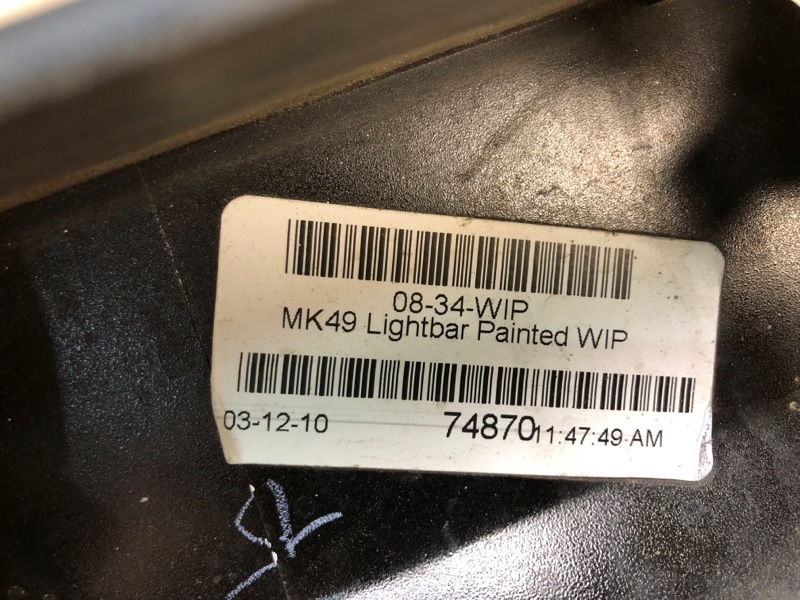 08-34-WIP
MK49 Lightbar Painted WIP
03-12-10 74870 11:47:49 AM